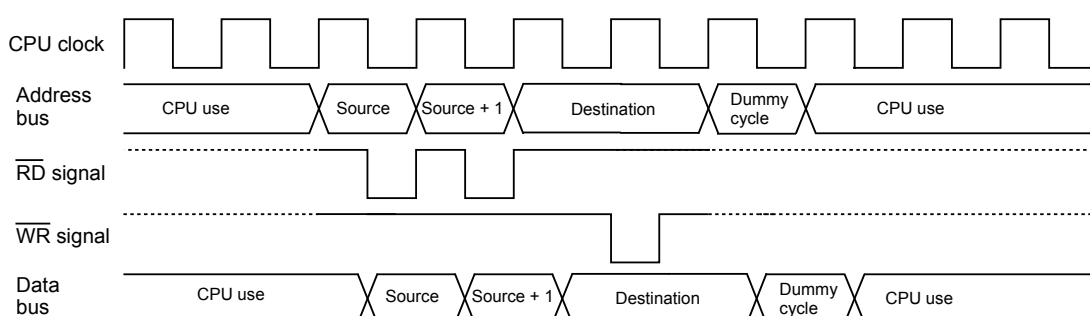 CPU clock
Address
bus
CPU use
Source
Source + 1
Destination
Dummy
cycle
CPU use
RD signal
WR signal
Data
bus
CPU use
Source
Source + 1
Destination
Dummy
cycle
CPU use